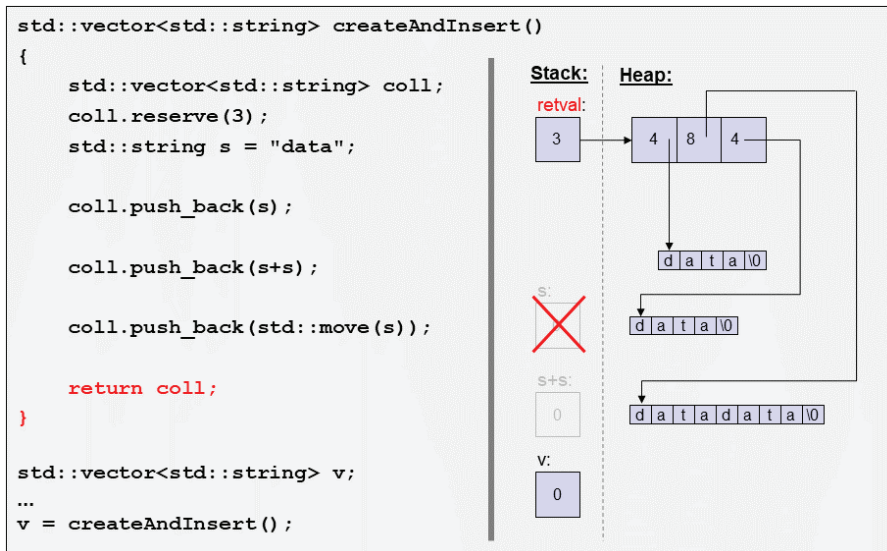 std::vector<std::string> createAndInsert()
{
std::vector<std::string> coll;
coll.reserve(3);
std::string s = "data";
coll.push_back(s);
coll.push_back(s+s);
coll.push_back(std::move(s));
return coll;
}
std::vector<std::string> v;
...
v = createAndInsert();
Stack: Heap:
retval:
3 4 8 4
d a t a \0
s:
d a t a \0
s+s:
0 d a t a d a t a \0
v:
0